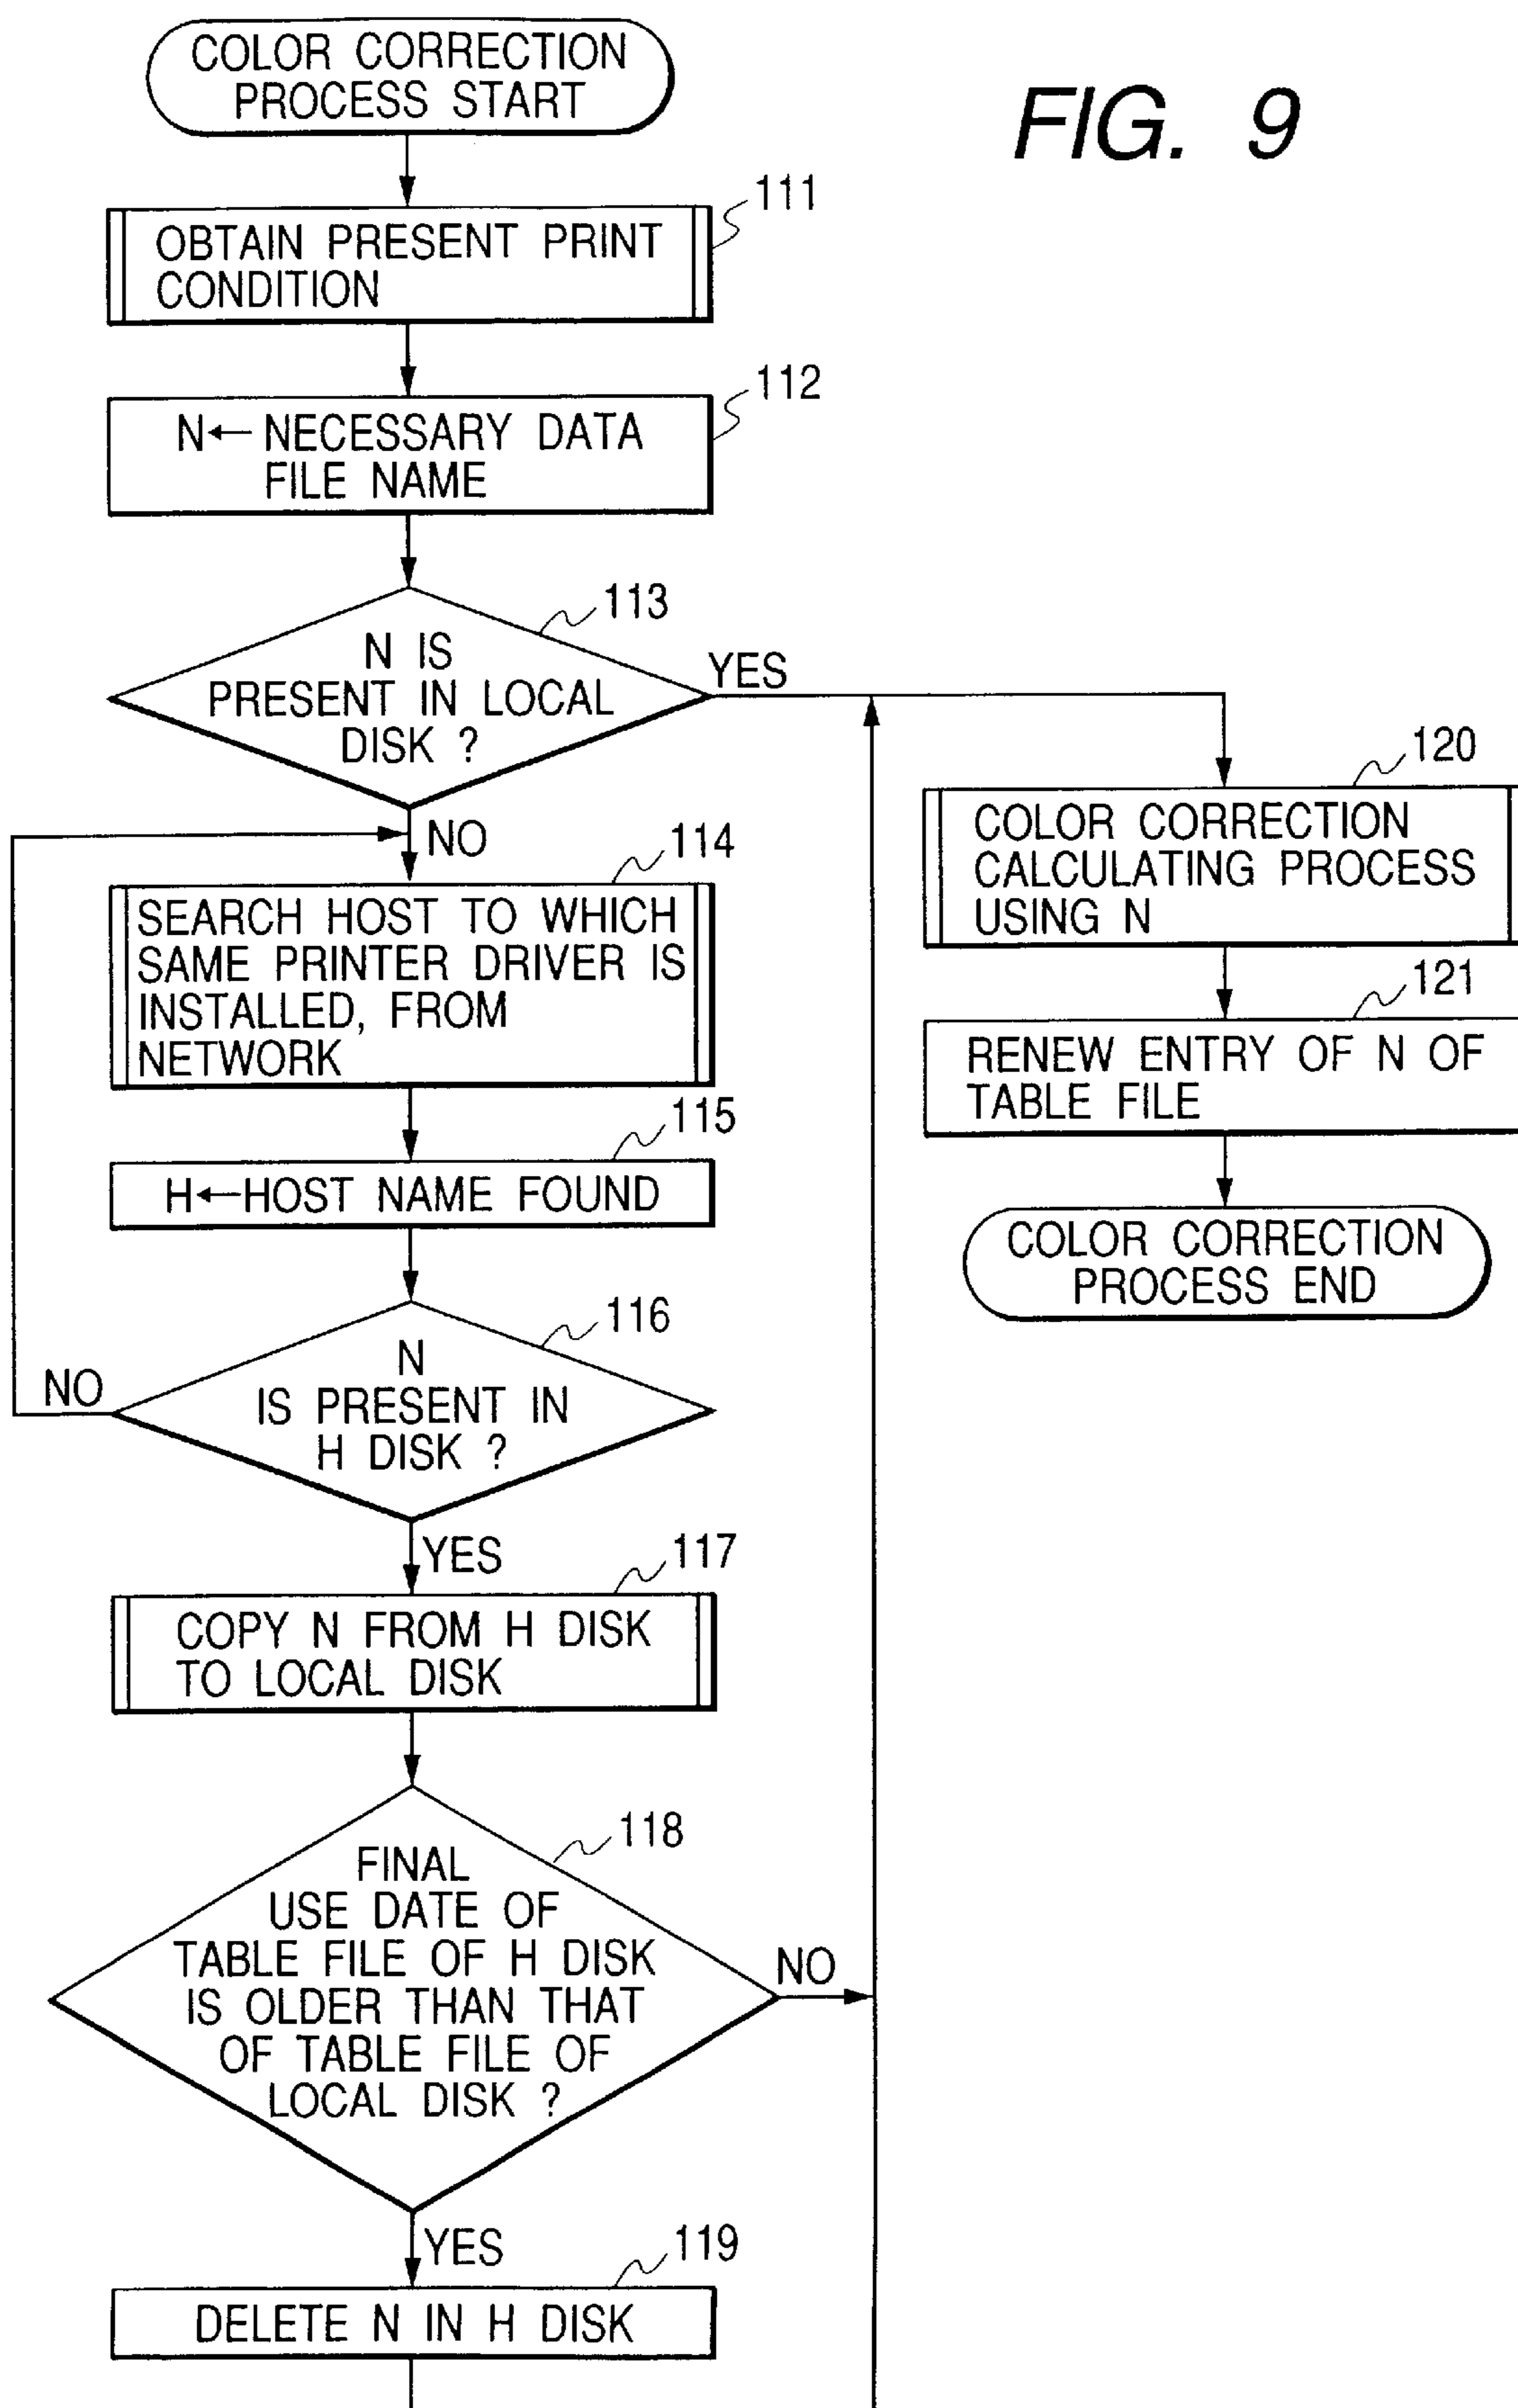 COLOR CORRECTION
PROCESS START
FIG. 9
111
OBTAIN PRESENT PRINT
CONDITION
112
N← NECESSARY DATA
FILE NAME
113
N IS
PRESENT IN LOCAL
DISK ?
YES
NO
114
SEARCH HOST TO WHICH
SAME PRINTER DRIVER IS
INSTALLED, FROM
NETWORK
115
H←HOST NAME FOUND
116
N
IS PRESENT IN
H DISK ?
NO
YES
117
COPY N FROM H DISK
TO LOCAL DISK
118
FINAL
USE DATE OF
TABLE FILE OF H DISK
IS OLDER THAN THAT
OF TABLE FILE OF
LOCAL DISK ?
NO
YES
119
DELETE N IN H DISK
120
COLOR CORRECTION
CALCULATING PROCESS
USING N
121
RENEW ENTRY OF N OF
TABLE FILE
COLOR CORRECTION
PROCESS END